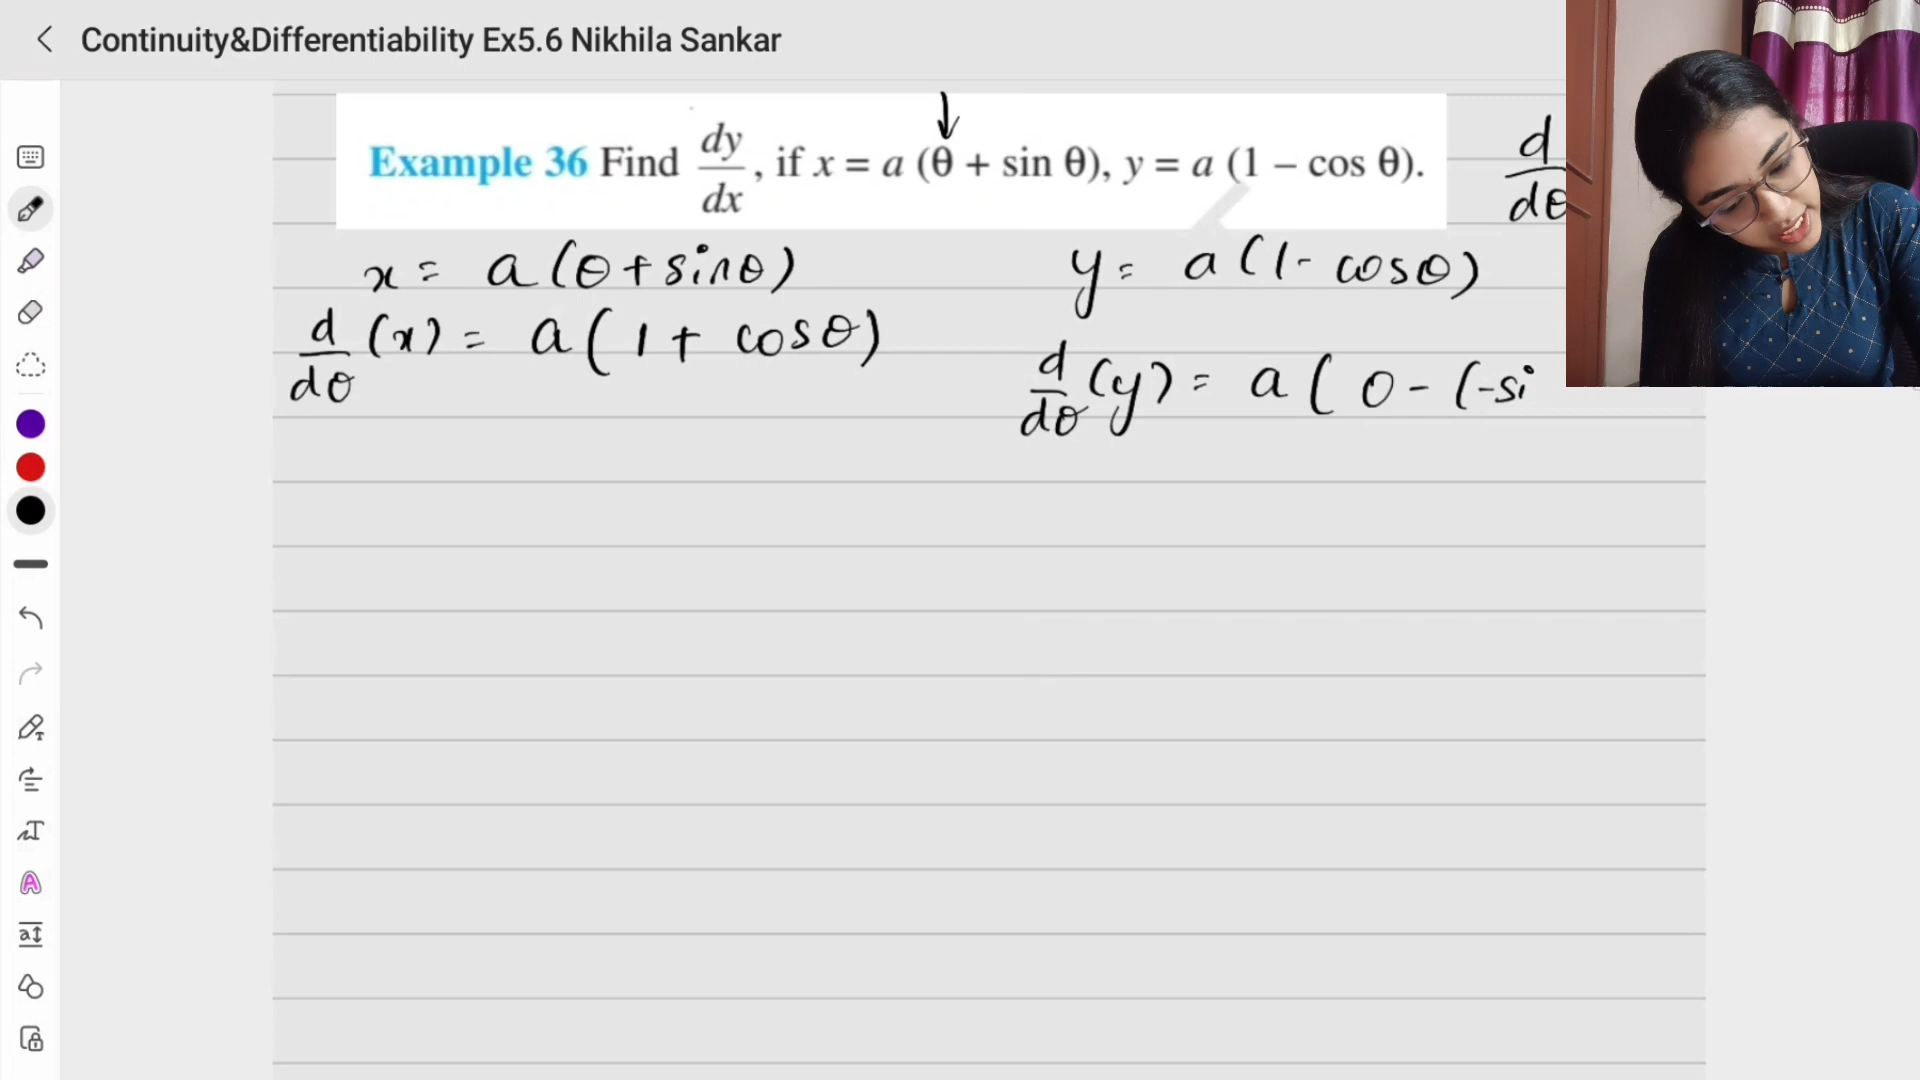 Continuity&Differentiability Ex5.6 Nikhila Sankar
Example 36 Find dy/dx, if x = a (θ + sin θ), y = a (1 – cos θ).
d/dθ
x = a(θ+sinθ)
y = a(1- cosθ)
d/dθ (x) = a(1 + cosθ)
d/dθ (y) = a( 0 - (-si